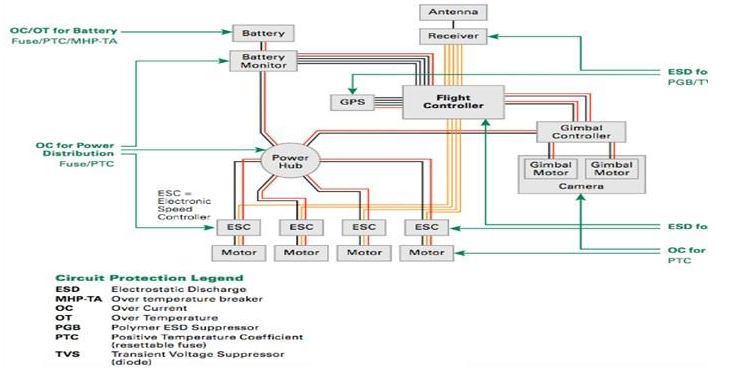 Antenna
OC/OT for Battery
Fuse/PTC/MHP-TA
Battery
Receiver
Battery
Monitor
ESD fo
PGB/T
GPS
Flight
Controller
Gimbal
Controller
OC for Power
Distribution
Fuse/PTC
Power
Hub
Gimbal
Motor
Gimbal
Motor
Camera
ESC =
Electronic
Speed
Controller
ESC
ESC
ESC
ESC
ESD fo
Motor
Motor
Motor
Motor
OC for
PTC
Circuit Protection Legend
ESD Electrostatic Discharge
MHP-TA Over temperature breaker
OC Over Current
OT Over Temperature
PGB Polymer ESD Suppressor
PTC Positive Temperature Coefficient
(resettable fuse)
TVS Transient Voltage Suppressor
(diode)